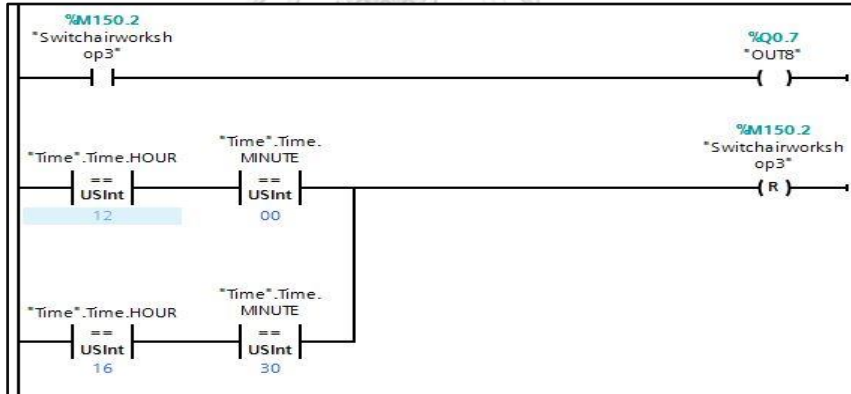 %M150.2
"Switchairworksh
op3"
%Q0.7
"OUT8"
%M150.2
"Switchairworksh
op3"
R
"Time".Time.HOUR
"Time".Time.
MINUTE
==
USInt
12
==
USInt
00
"Time".Time.HOUR
"Time".Time.
MINUTE
==
USInt
16
==
USInt
30